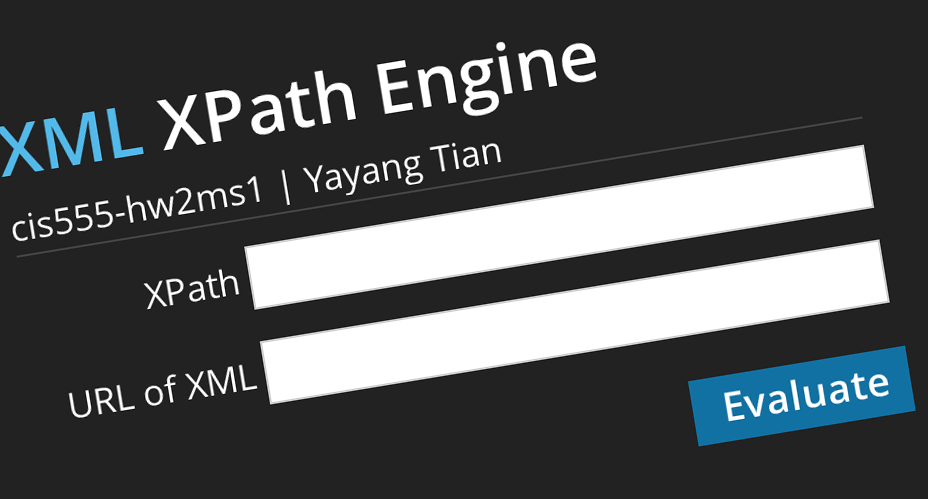 XML XPath Engine
cis555-hw2ms1 | Yayang Tian
XPath
URL of XML
Evaluate